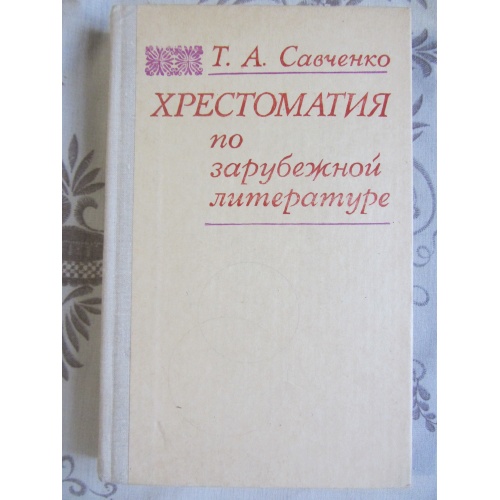 Т. А. Савченко
ХРЕСТОМАТИЯ
по
зарубежной
литературе